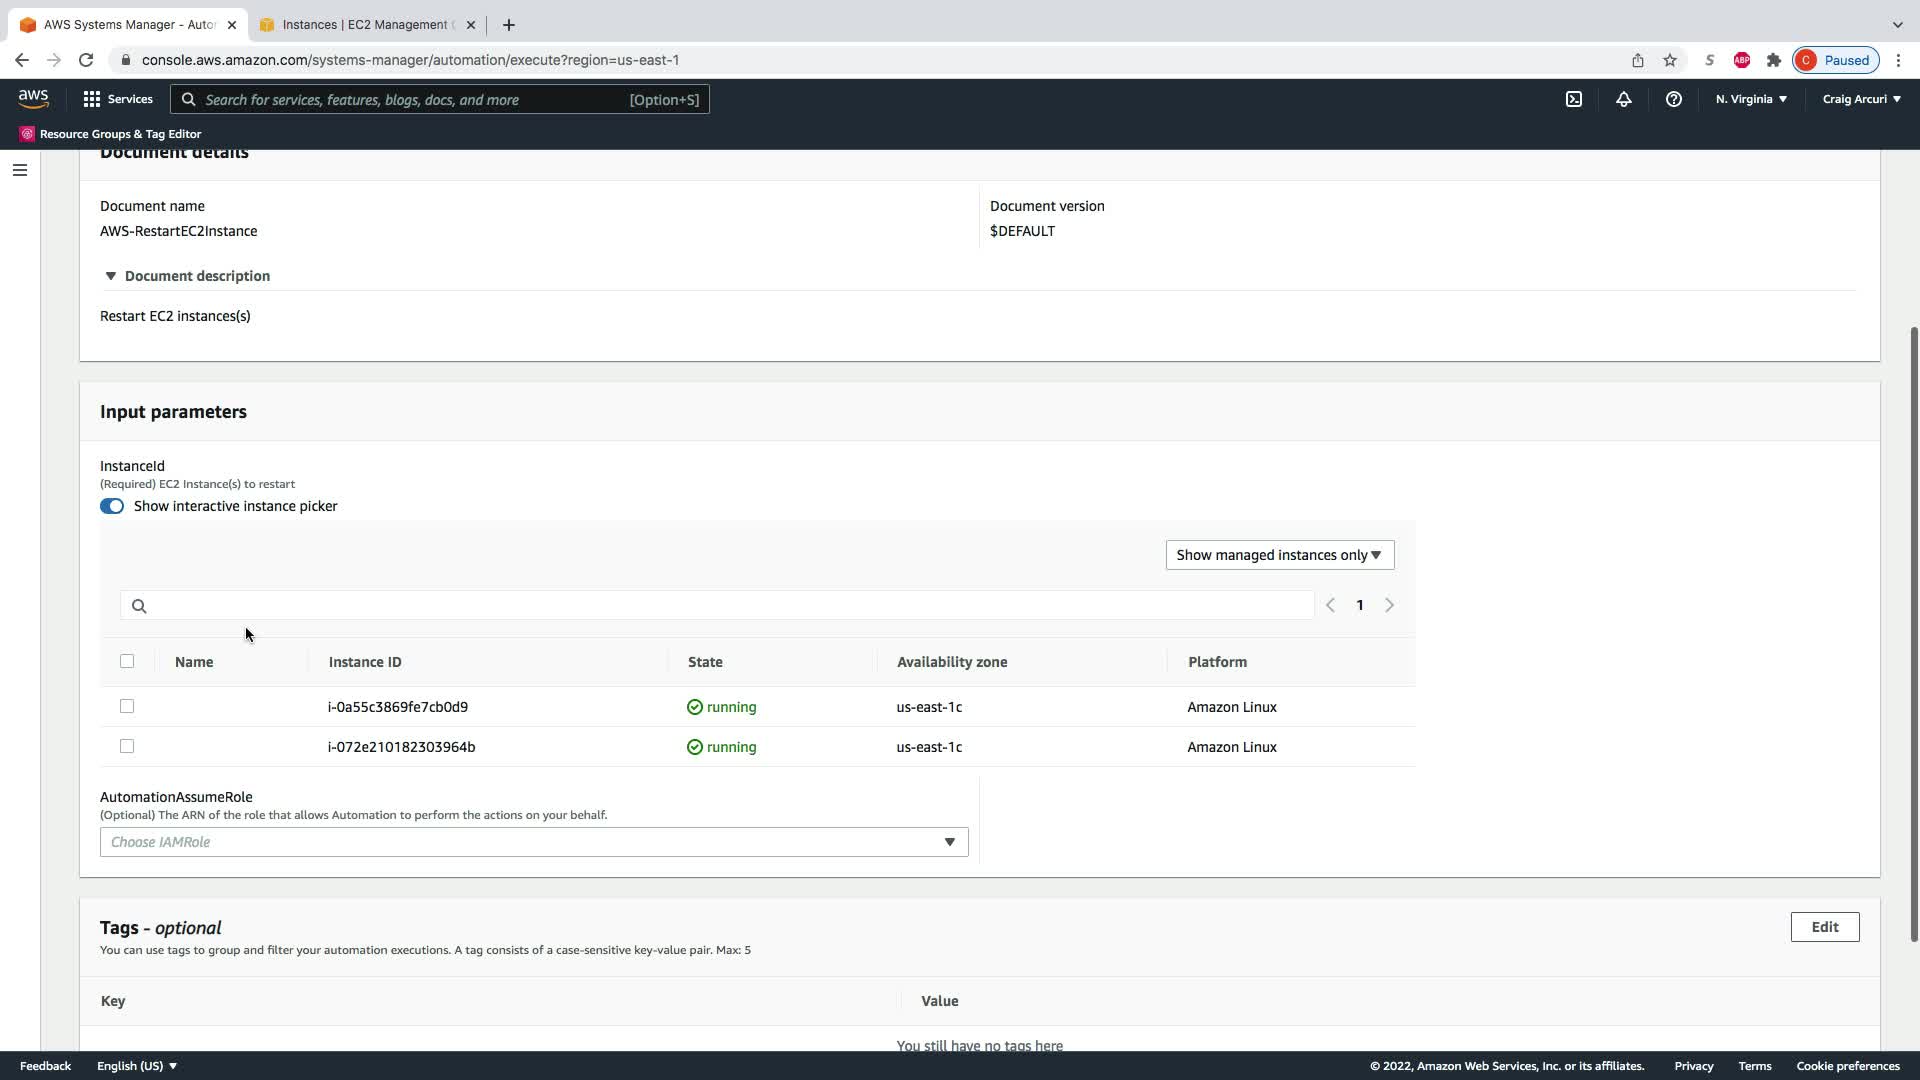 AWS Systems Manager - Auto
Instances | EC2 Management
console.aws.amazon.com/systems-manager/automation/execute?region=us-east-1
S
ABP
C
Paused
aws
Services
Search for services, features, blogs, docs, and more
[Option+S]
N. Virginia
Craig Arcuri
Resource Groups & Tag Editor
Document details
Document name
Document version
AWS-RestartEC2Instance
$DEFAULT
Document description
Restart EC2 instances(s)
Input parameters
InstanceId
(Required) EC2 Instance(s) to restart
Show interactive instance picker
Show managed instances only
1
Name Instance ID State Availability zone Platform
i-0a55c3869fe7cb0d9 running us-east-1c Amazon Linux
i-072e210182303964b running us-east-1c Amazon Linux
AutomationAssumeRole
(Optional) The ARN of the role that allows Automation to perform the actions on your behalf.
Choose IAMRole
Tags - optional
Edit
You can use tags to group and filter your automation executions. A tag consists of a case-sensitive key-value pair. Max: 5
Key Value
You still have no tags here
Feedback English (US) © 2022, Amazon Web Services, Inc. or its affiliates. Privacy Terms Cookie preferences